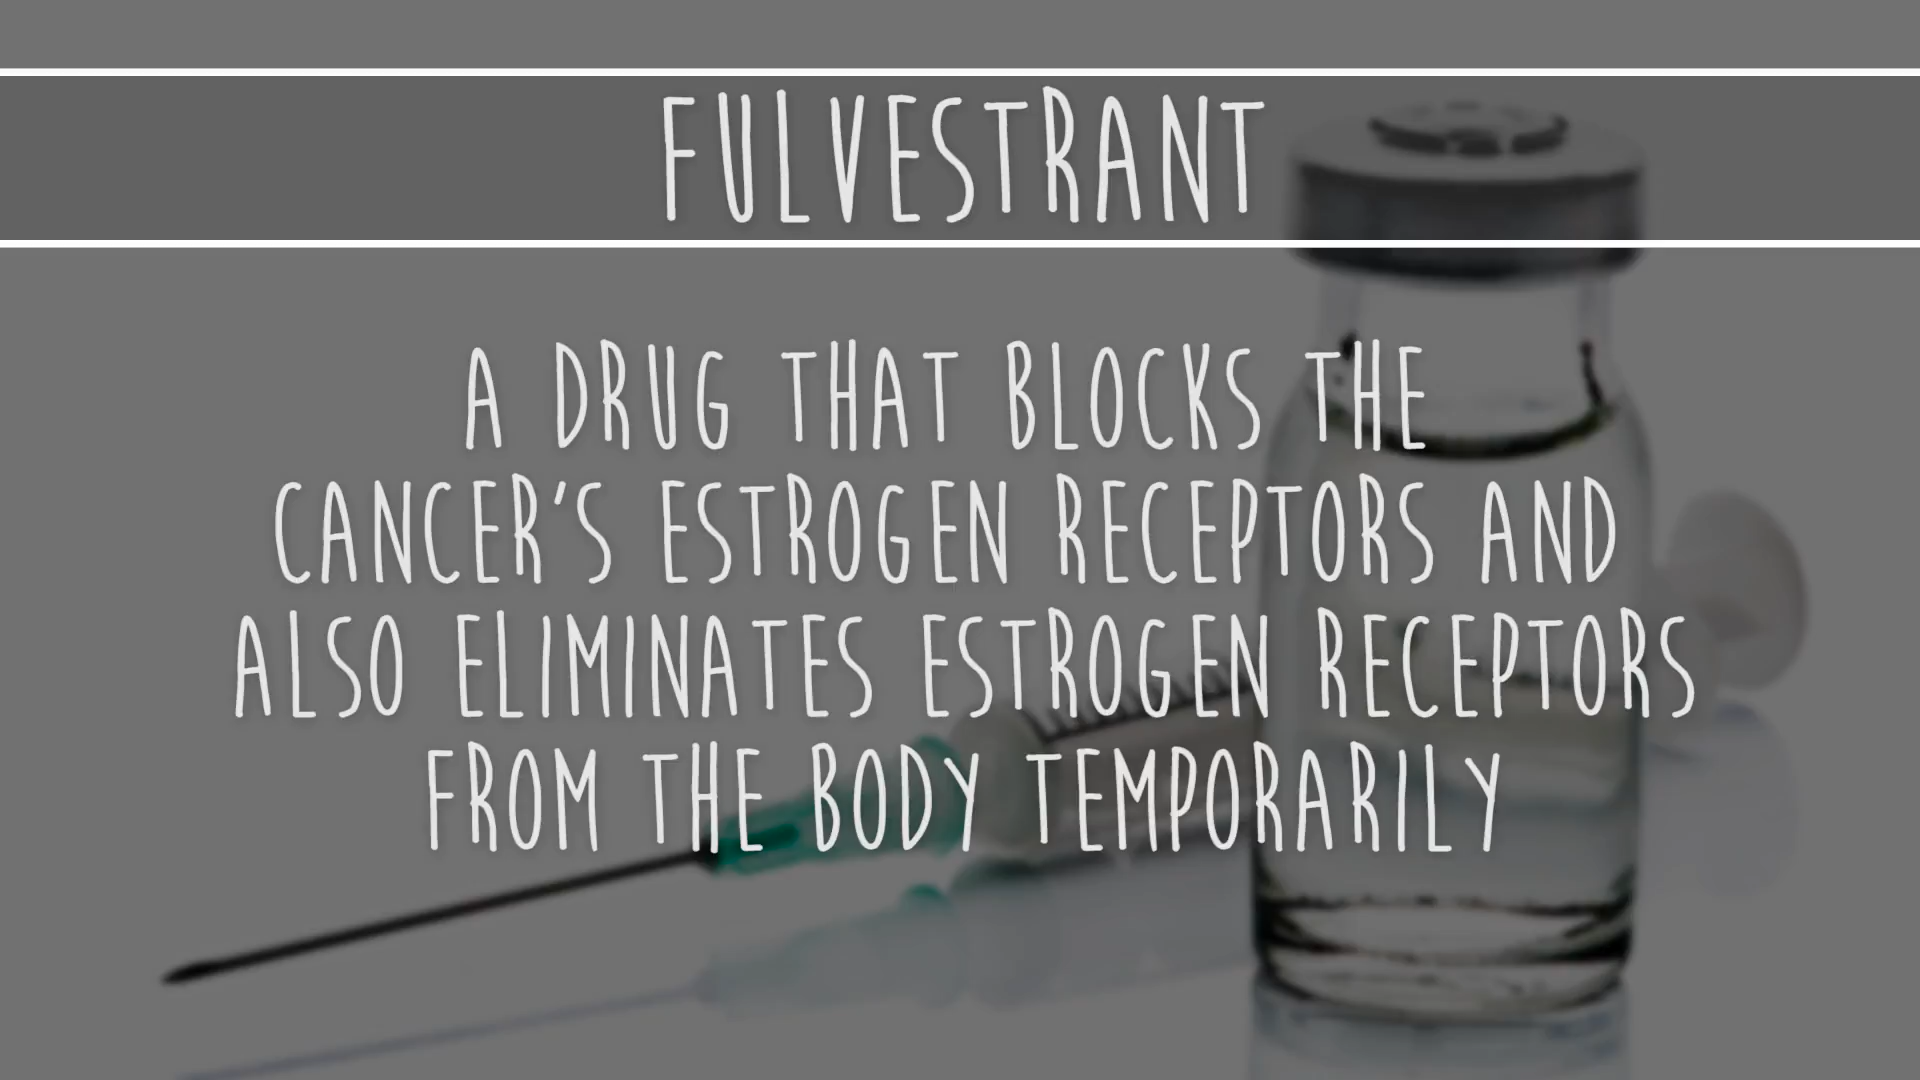 FULVESTRANT
A DRUG THAT BLOCKS THE
CANCER'S ESTROGEN RECEPTORS AND
ALSO ELIMINATES ESTROGEN RECEPTORS
FROM THE BODY TEMPORARILY